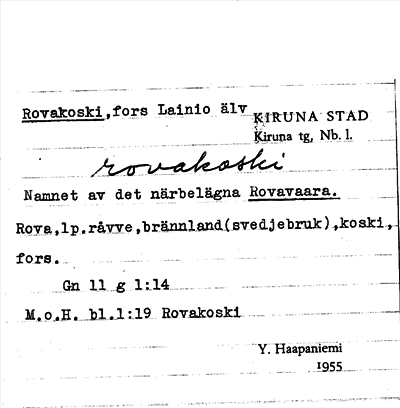 Rovakoski,fors Lainio älv
KIRUNA STAD
Kiruna tg, Nb. l.
rovakoski
Namnet av det närbelägna Rovavaara.
Rova,lp.råvve,brännland(svedjebruk),koski,
fors.
Gn 11 g 1:14
M.o.H. bl.1:19 Rovakoski
Y. Haapaniemi
1955